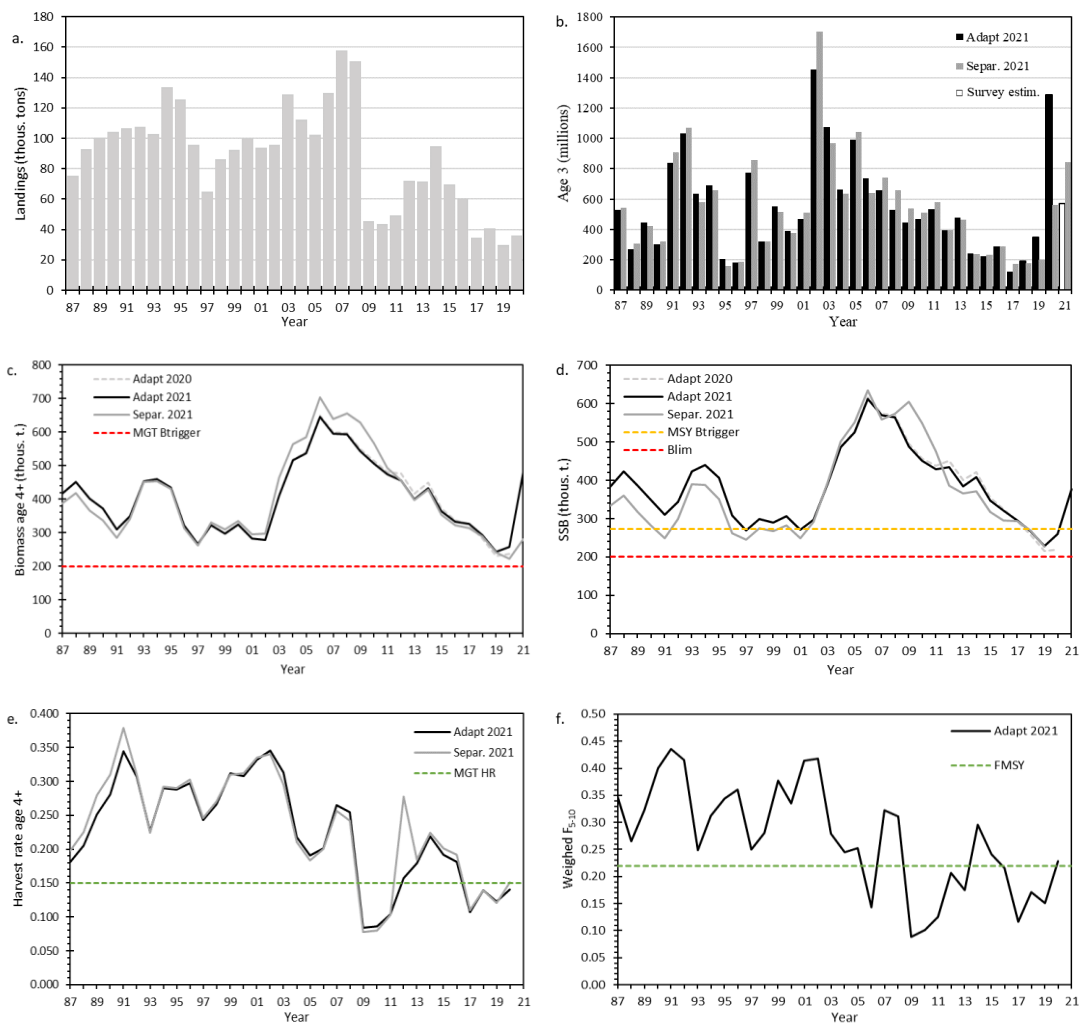 a.
180
160
140
120
100
80
60
40
20
0
Landings (thous. tons)
87 89 91 93 95 97 99 01 03 05 07 09 11 13 15 17 19
Year
b.
1800
1600
1400
1200
1000
800
600
400
200
0
Age 3 (millions)
Adapt 2021
Separ. 2021
Survey estim.
87 89 91 93 95 97 99 01 03 05 07 09 11 13 15 17 19 21
Year
c.
800
700
600
500
400
300
200
100
0
Biomass age 4+ (thous. t.)
Adapt 2020
Adapt 2021
Separ. 2021
MGT Btrigger
87 89 91 93 95 97 99 01 03 05 07 09 11 13 15 17 19 21
Year
d.
700
600
500
400
300
200
100
0
SSB (thous. t.)
Adapt 2020
Adapt 2021
Separ. 2021
MSY Btrigger
Blim
87 89 91 93 95 97 99 01 03 05 07 09 11 13 15 17 19 21
Year
e.
0.400
0.350
0.300
0.250
0.200
0.150
0.100
0.050
0.000
Harvest rate age 4+
Adapt 2021
Separ. 2021
MGT HR
87 89 91 93 95 97 99 01 03 05 07 09 11 13 15 17 19 21
Year
f.
0.50
0.45
0.40
0.35
0.30
0.25
0.20
0.15
0.10
0.05
0.00
Weighed F5-10
Adapt 2021
FMSY
87 89 91 93 95 97 99 01 03 05 07 09 11 13 15 17 19 21
Year